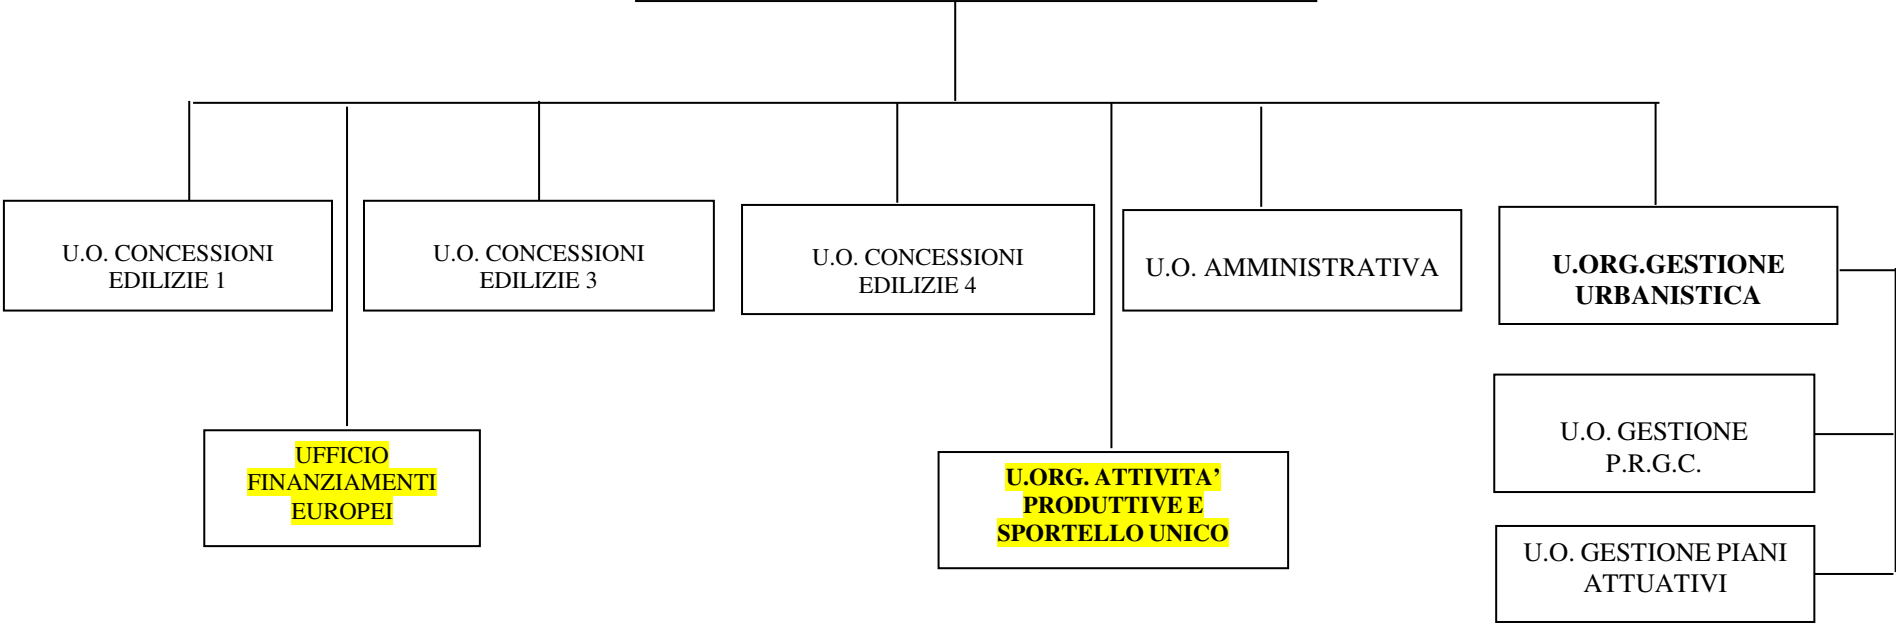 U.O. CONCESSIONI
EDILIZIE 1
U.O. CONCESSIONI
EDILIZIE 3
U.O. CONCESSIONI
EDILIZIE 4
U.O. AMMINISTRATIVA
U.ORG.GESTIONE
URBANISTICA
UFFICIO
FINANZIAMENTI
EUROPEI
U.ORG. ATTIVITA’
PRODUTTIVE E
SPORTELLO UNICO
U.O. GESTIONE
P.R.G.C.
U.O. GESTIONE PIANI
ATTUATIVI